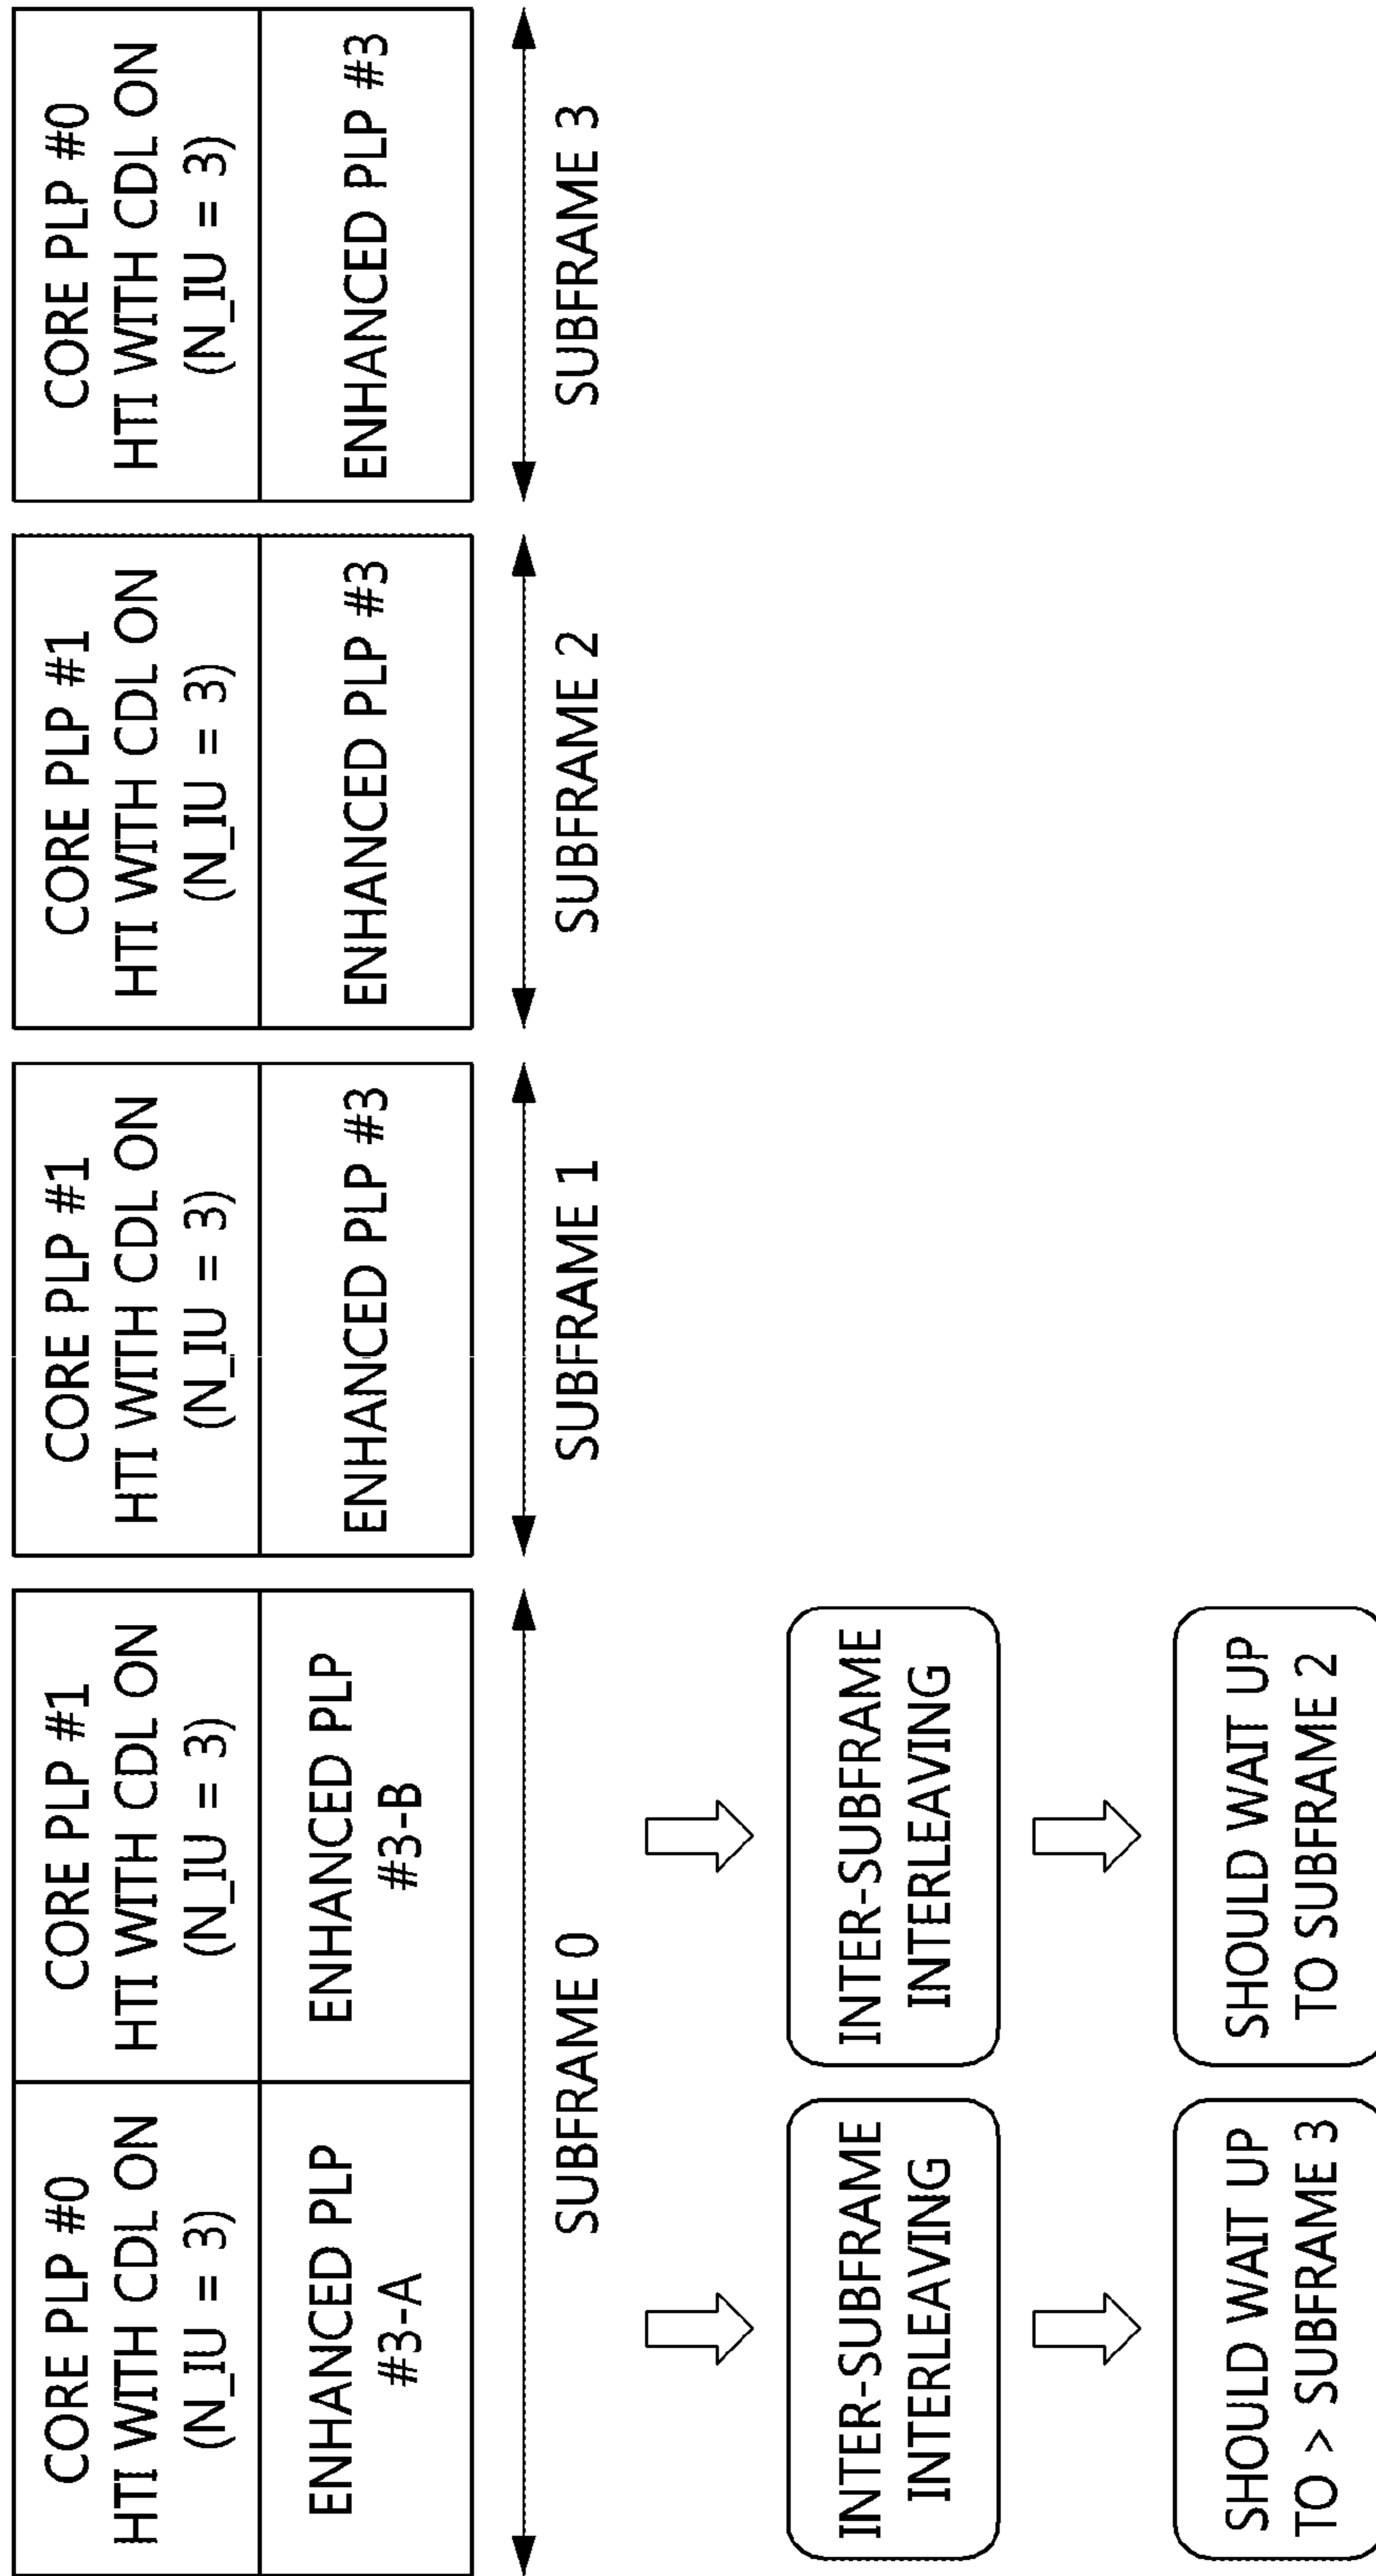 CORE PLP #0
HTI WITH CDL ON
(N_IU = 3)
ENHANCED PLP
#3-A
CORE PLP #1
HTI WITH CDL ON
(N_IU = 3)
ENHANCED PLP
#3-B
SUBFRAME 0
CORE PLP #1
HTI WITH CDL ON
(N_IU = 3)
ENHANCED PLP #3
SUBFRAME 1
CORE PLP #1
HTI WITH CDL ON
(N_IU = 3)
ENHANCED PLP #3
SUBFRAME 2
CORE PLP #0
HTI WITH CDL ON
(N_IU = 3)
ENHANCED PLP #3
SUBFRAME 3
INTER-SUBFRAME
INTERLEAVING
INTER-SUBFRAME
INTERLEAVING
SHOULD WAIT UP
TO > SUBFRAME 3
SHOULD WAIT UP
TO SUBFRAME 2